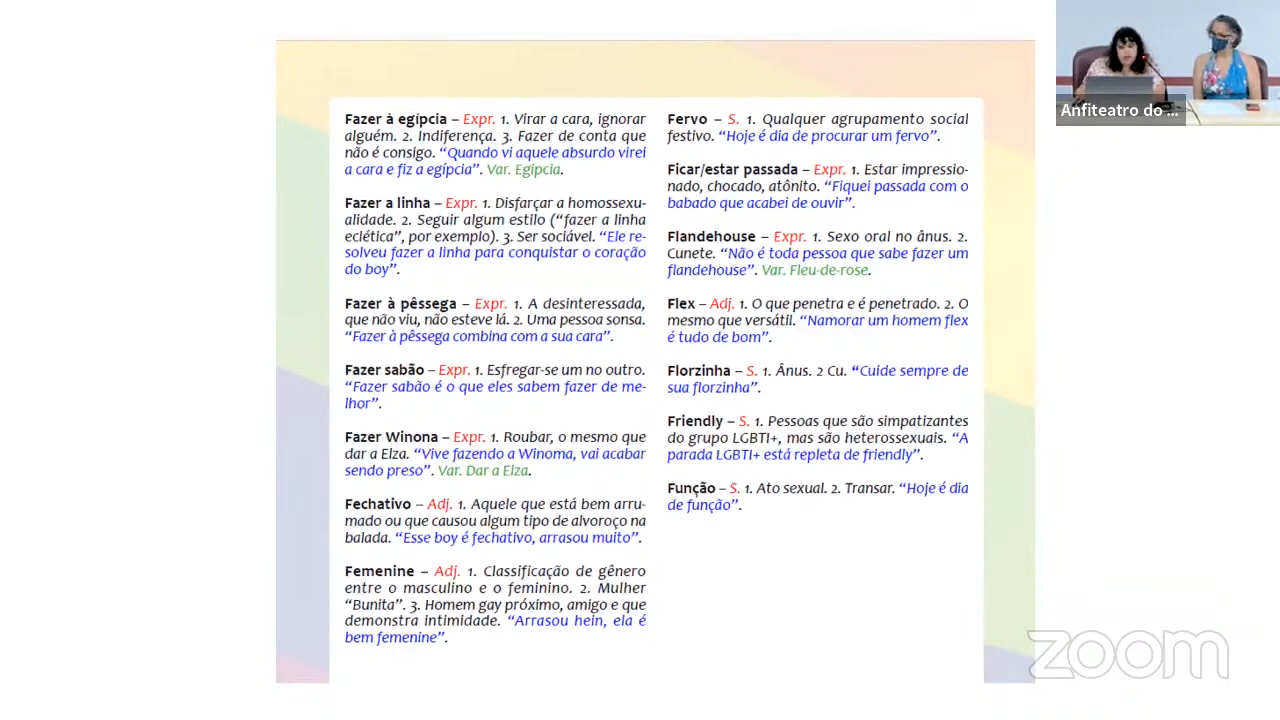 Fazer à egípcia – Expr. 1. Virar a cara, ignorar
alguém. 2. Indiferença. 3. Fazer de conta que
não é consigo. “Quando vi aquele absurdo virei
a cara e fiz a egípcia”. Var. Egipcia.
Fazer a linha – Expr. 1. Disfarçar a homossexu-
alidade. 2. Seguir algum estilo (“fazer a linha
eclética”, por exemplo). 3. Ser sociável. “Ele re-
solveu fazer a linha para conquistar o coração
do boy”.
Fazer à pêssega – Expr. 1. A desinteressada,
que não viu, não esteve lá. 2. Uma pessoa sonsa.
“Fazer à pêssega combina com a sua cara”.
Fazer sabão – Expr. 1. Esfregar-se um no outro.
“Fazer sabão é o que eles sabem fazer de me-
lhor”.
Fazer Winona – Expr. 1. Roubar, o mesmo que
dar a Elza. “Vive fazendo a Winoma, vai acabar
sendo preso”. Var. Dar a Elza.
Fechativo – Adj. 1. Aquele que está bem arru-
mado ou que causou algum tipo de alvoroço na
balada. “Esse boy é fechativo, arrasou muito”.
Femenine – Adj. 1. Classificação de gênero
entre o masculino e o feminino. 2. Mulher
“Bunita”. 3. Homem gay próximo, amigo e que
demonstra intimidade. “Arrasou hein, ela é
bem femenine”.
Fervo – S. 1. Qualquer agrupamento social
festivo. “Hoje é dia de procurar um fervo”.
Ficar/estar passada – Expr. 1. Estar impressio-
nado, chocado, atônito. “Fiquei passada com o
babado que acabei de ouvir”.
Flandehouse – Expr. 1. Sexo oral no ânus. 2.
Cunete. “Não é toda pessoa que sabe fazer um
flandehouse”. Var. Fleu-de-rose.
Flex – Adj. 1. O que penetra e é penetrado. 2. O
mesmo que versátil. “Namorar um homem flex
é tudo de bom”.
Florzinha – S. 1. Ânus. 2 Cu. “Cuide sempre de
sua florzinha”.
Friendly – S. 1. Pessoas que são simpatizantes
do grupo LGBTI+, mas são heterossexuais. “A
parada LGBTI+ está repleta de friendly”.
Função – S. 1. Ato sexual. 2. Transar. “Hoje é dia
de função”.
Anfiteatro do ...
zoom